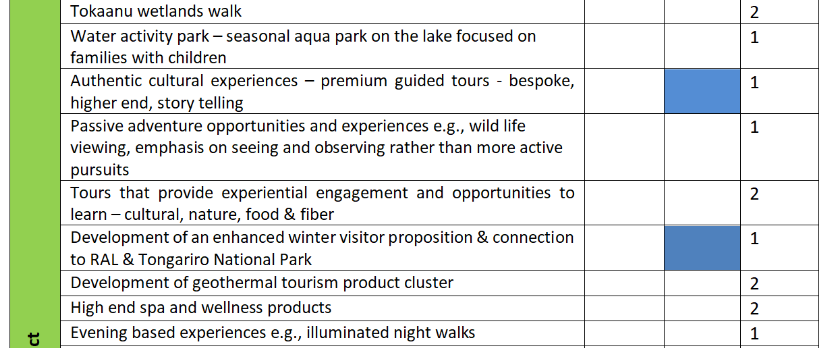 Tokaanu wetlands walk 2
Water activity park – seasonal aqua park on the lake focused on 1
families with children
Authentic cultural experiences – premium guided tours - bespoke, 1
higher end, story telling
Passive adventure opportunities and experiences e.g., wild life 1
viewing, emphasis on seeing and observing rather than more active
pursuits
Tours that provide experiential engagement and opportunities to 2
learn – cultural, nature, food & fiber
Development of an enhanced winter visitor proposition & connection 1
to RAL & Tongariro National Park
Development of geothermal tourism product cluster 2
High end spa and wellness products 2
Evening based experiences e.g., illuminated night walks 1
ct